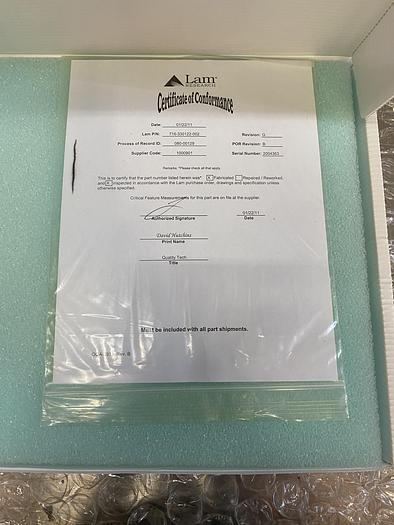 Lam
RESEARCH
Certificate of Conformance
Date: 01/22/11
Lam P/N: 716-330122-002 Revision: G
Process of Record ID: 080-00129 POR Revision: B
Supplier Code: 1000901 Serial Number: 2004363
Remarks: *Please check all that apply.
This is to certify that the part number listed herein was* X Fabricated Repaired / Reworked,
and X Inspected in accordance with the Lam purchase order, drawings and specification unless
otherwise specified.
Critical Feature Measurements for this part are on file at the supplier.
01/22/11
Authorized Signature Date
David Hutchins
Print Name
Quality Tech
Title
Must be included with all part shipments.
Rev. B